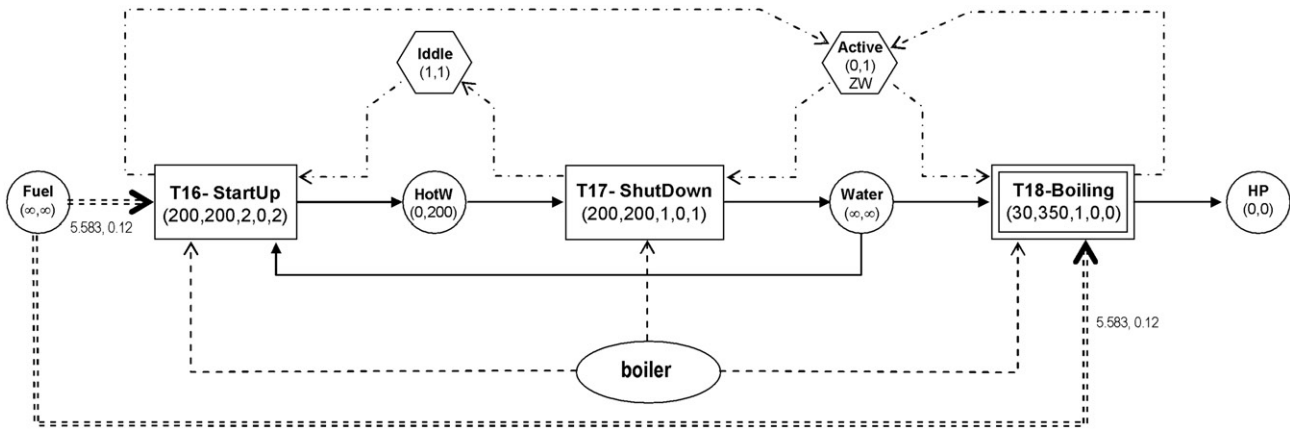 Iddle
(1,1)
Active
(0,1)
ZW
Fuel
(∞,∞)
5.583, 0.12
T16- StartUp
(200,200,2,0,2)
HotW
(0,200)
T17- ShutDown
(200,200,1,0,1)
Water
(∞,∞)
T18-Boiling
(30,350,1,0,0)
HP
(0,0)
5.583, 0.12
boiler